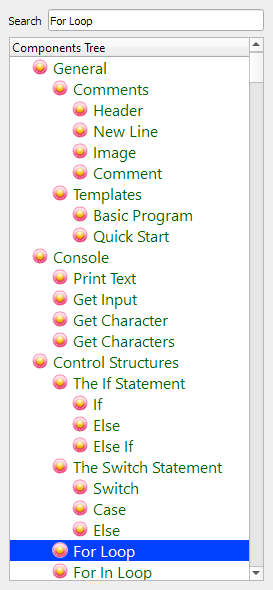 Search For Loop
Components Tree
General
Comments
Header
New Line
Image
Comment
Templates
Basic Program
Quick Start
Console
Print Text
Get Input
Get Character
Get Characters
Control Structures
The If Statement
If
Else
Else If
The Switch Statement
Switch
Case
Else
For Loop
For In Loop